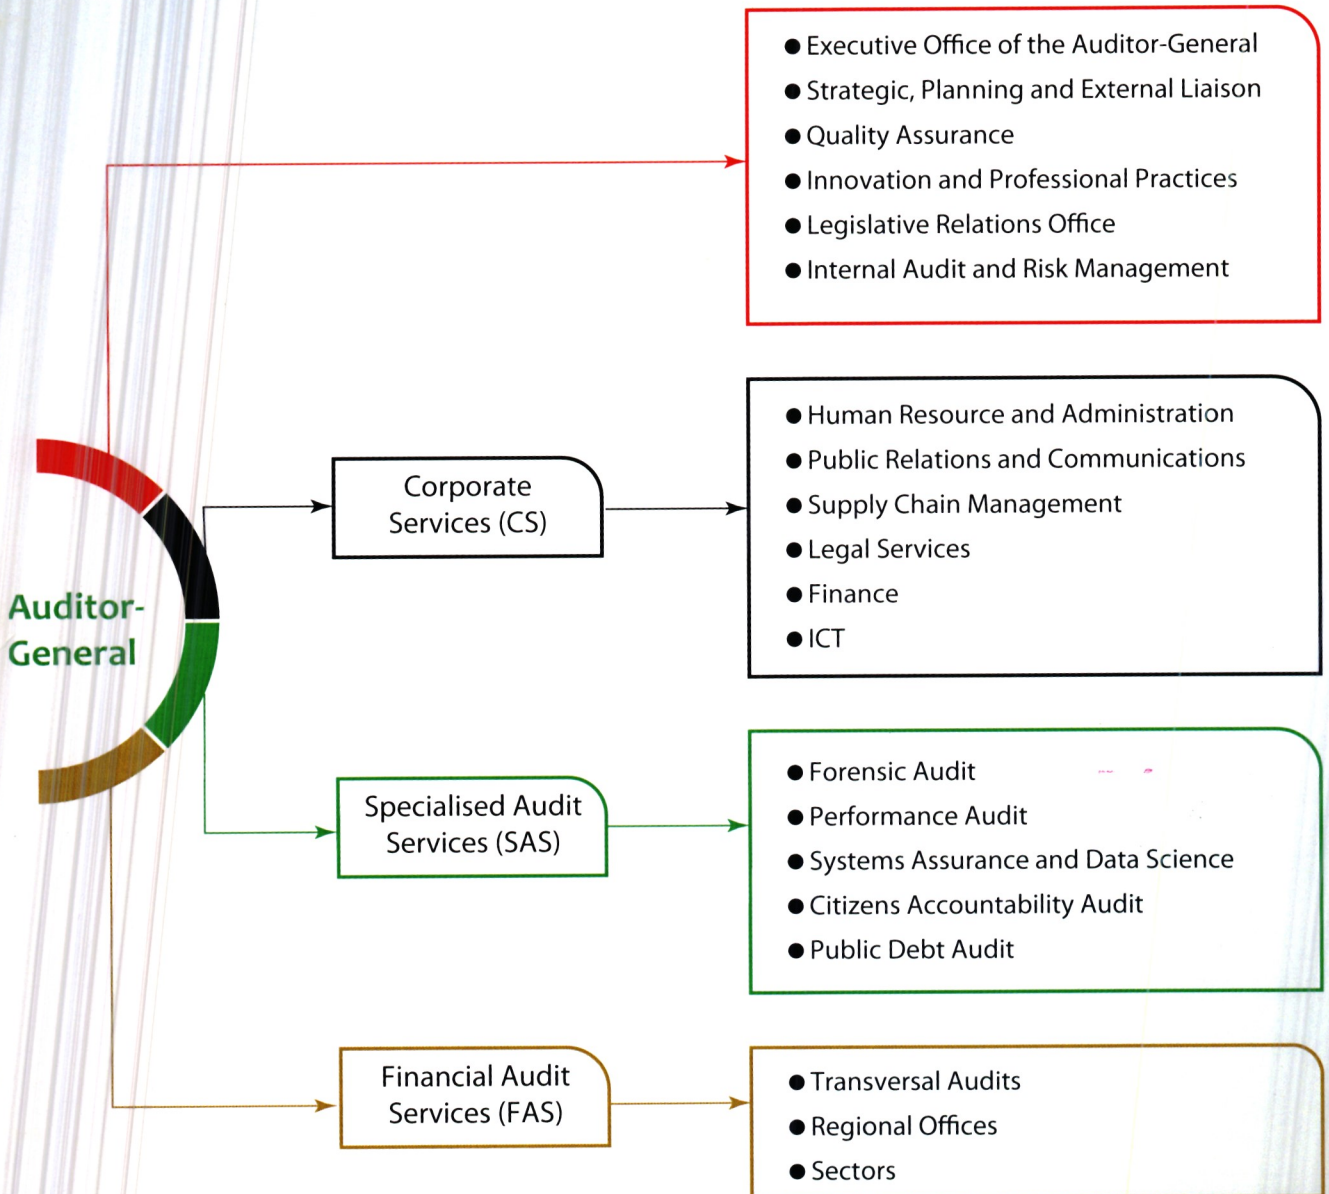 ● Executive Office of the Auditor-General
● Strategic, Planning and External Liaison
● Quality Assurance
● Innovation and Professional Practices
● Legislative Relations Office
● Internal Audit and Risk Management
Corporate
Services (CS)
● Human Resource and Administration
● Public Relations and Communications
● Supply Chain Management
● Legal Services
● Finance
● ICT
Auditor-
General
Specialised Audit
Services (SAS)
● Forensic Audit
● Performance Audit
● Systems Assurance and Data Science
● Citizens Accountability Audit
● Public Debt Audit
Financial Audit
Services (FAS)
● Transversal Audits
● Regional Offices
● Sectors